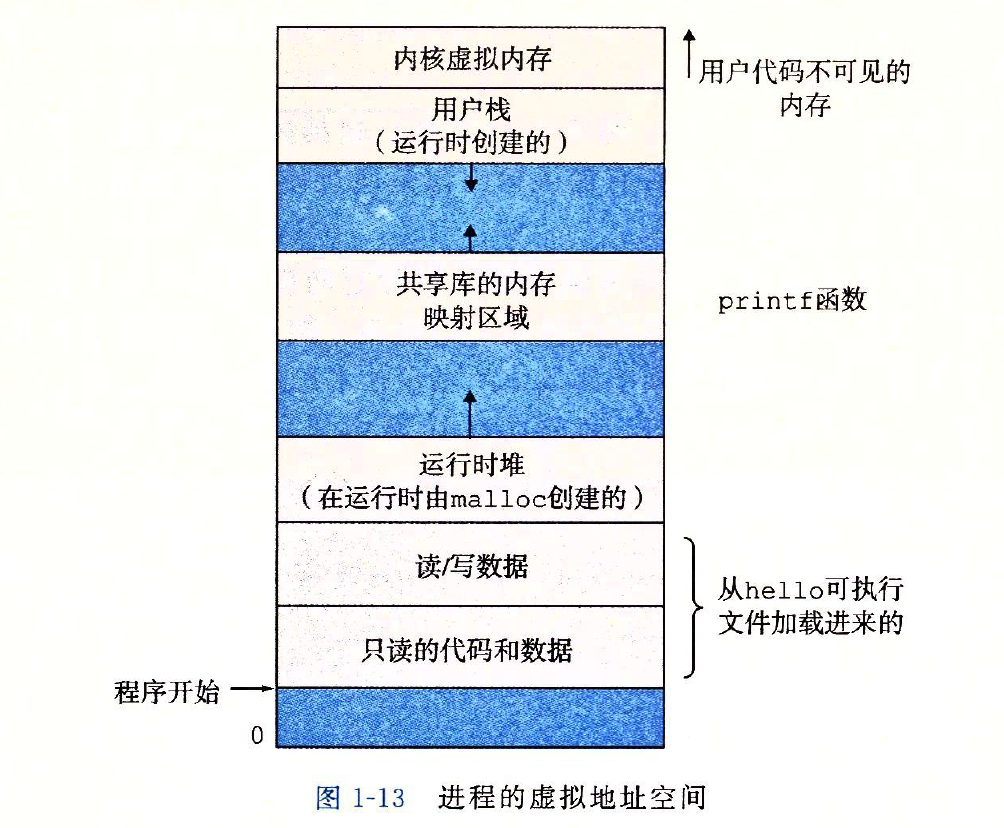 内核虚拟内存
用户代码不可见的
内存
用户栈
（运行时创建的）
共享库的内存
映射区域
printf函数
运行时堆
（在运行时由malloc创建的）
读/写数据
从hello可执行
文件加载进来的
只读的代码和数据
程序开始
0
图 1-13 进程的虚拟地址空间